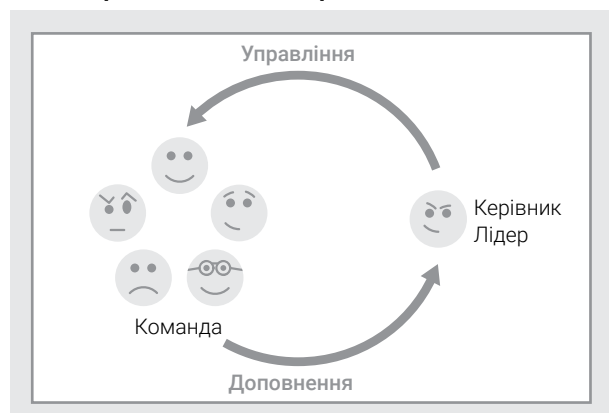 Управління
Керівник
Лідер
Команда
Доповнення